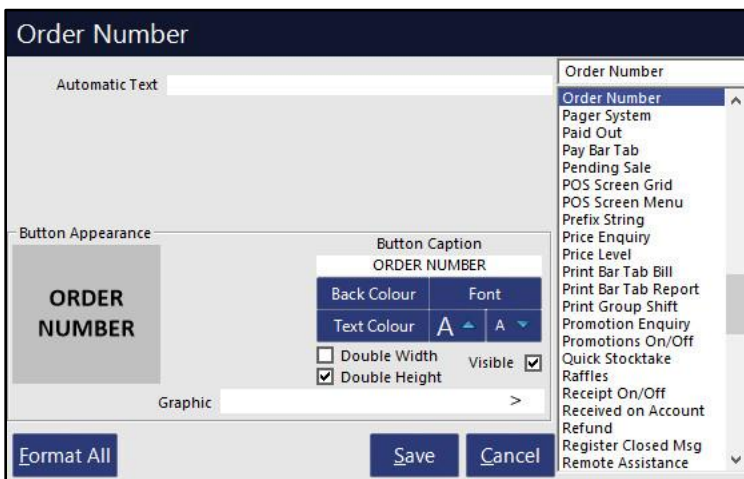 Order Number
Automatic Text
Button Appearance
ORDER
NUMBER
Button Caption
ORDER NUMBER
Back Colour
Font
Text Colour
A
A
Double Width
Double Height
Visible
Graphic
>
Format All
Save
Cancel
Order Number
Order Number
Pager System
Paid Out
Pay Bar Tab
Pending Sale
POS Screen Grid
POS Screen Menu
Prefix String
Price Enquiry
Price Level
Print Bar Tab Bill
Print Bar Tab Report
Print Group Shift
Promotion Enquiry
Promotions On/Off
Quick Stocktake
Raffles
Receipt On/Off
Received on Account
Refund
Register Closed Msg
Remote Assistance